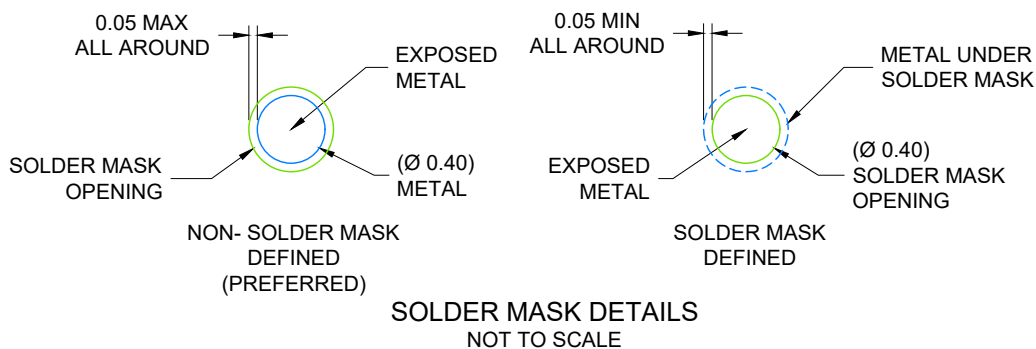 0.05 MAX
ALL AROUND
EXPOSED
METAL
SOLDER MASK
OPENING
(Ø 0.40)
METAL
NON- SOLDER MASK
DEFINED
(PREFERRED)
0.05 MIN
ALL AROUND
METAL UNDER
SOLDER MASK
EXPOSED
METAL
(Ø 0.40)
SOLDER MASK
OPENING
SOLDER MASK
DEFINED
SOLDER MASK DETAILS
NOT TO SCALE